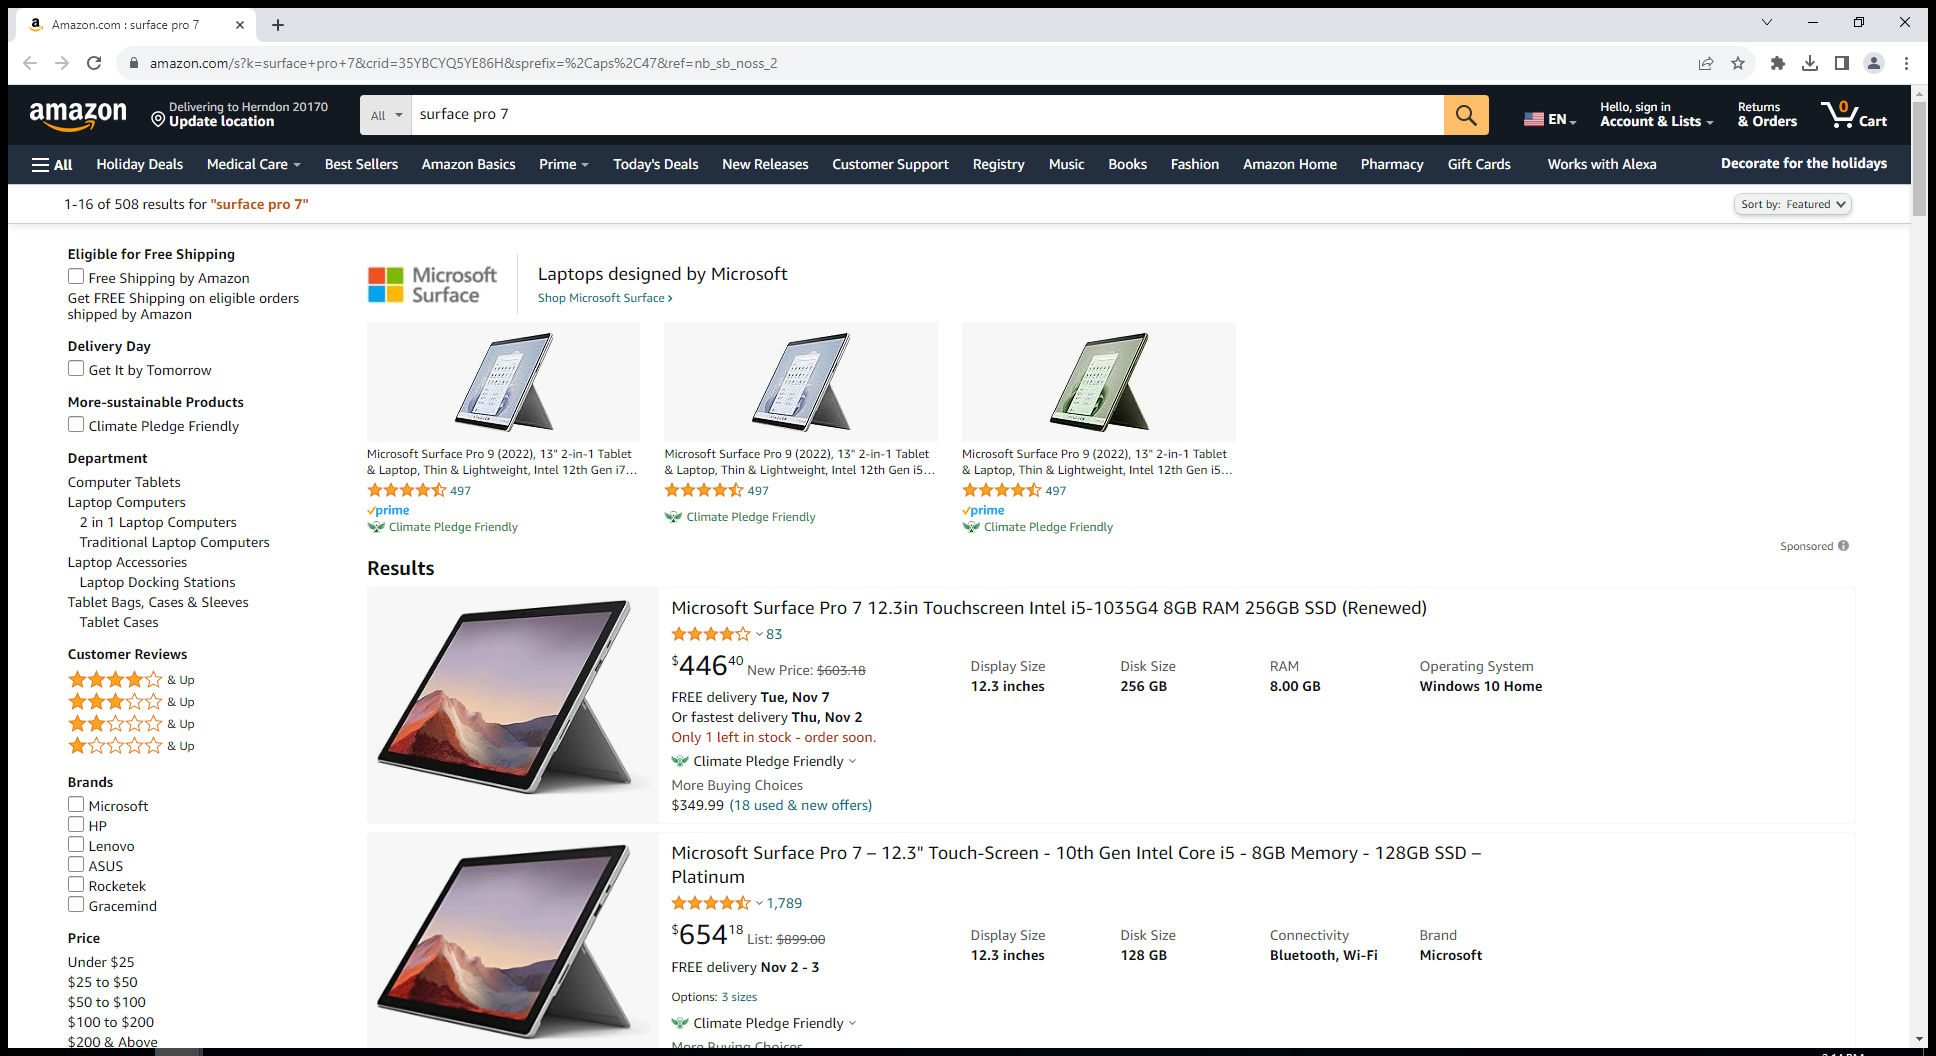 Amazon.com : surface pro 7
amazon.com/s?k=surface+pro+7&crid=35YBCYQ5YE86H&sprefix=%2Caps%2C47&ref=nb_sb_noss_2
amazon
Delivering to Herndon 20170
Update location
All
surface pro 7
EN
Hello, sign in
Account & Lists
Returns
& Orders
0
Cart
All Holiday Deals Medical Care Best Sellers Amazon Basics Prime Today's Deals New Releases Customer Support Registry Music Books Fashion Amazon Home Pharmacy Gift Cards Works with Alexa Decorate for the holidays
1-16 of 508 results for "surface pro 7"
Sort by: Featured
Eligible for Free Shipping
Free Shipping by Amazon
Get FREE Shipping on eligible orders
shipped by Amazon
Delivery Day
Get It by Tomorrow
More-sustainable Products
Climate Pledge Friendly
Department
Computer Tablets
Laptop Computers
2 in 1 Laptop Computers
Traditional Laptop Computers
Laptop Accessories
Laptop Docking Stations
Tablet Bags, Cases & Sleeves
Tablet Cases
Customer Reviews
& Up
& Up
& Up
& Up
Brands
Microsoft
HP
Lenovo
ASUS
Rocketek
Gracemind
Price
Under $25
$25 to $50
$50 to $100
$100 to $200
$200 & Above
Microsoft
Surface
Laptops designed by Microsoft
Shop Microsoft Surface ›
Microsoft Surface Pro 9 (2022), 13" 2-in-1 Tablet
& Laptop, Thin & Lightweight, Intel 12th Gen i7...
497
prime
Climate Pledge Friendly
Microsoft Surface Pro 9 (2022), 13" 2-in-1 Tablet
& Laptop, Thin & Lightweight, Intel 12th Gen i5...
497
Climate Pledge Friendly
Microsoft Surface Pro 9 (2022), 13" 2-in-1 Tablet
& Laptop, Thin & Lightweight, Intel 12th Gen i5...
497
prime
Climate Pledge Friendly
Sponsored
Results
Microsoft Surface Pro 7 12.3in Touchscreen Intel i5-1035G4 8GB RAM 256GB SSD (Renewed)
83
$446.40 New Price: $603.18
FREE delivery Tue, Nov 7
Or fastest delivery Thu, Nov 2
Only 1 left in stock - order soon.
Climate Pledge Friendly
More Buying Choices
$349.99 (18 used & new offers)
Display Size Disk Size RAM Operating System
12.3 inches 256 GB 8.00 GB Windows 10 Home
Microsoft Surface Pro 7 – 12.3" Touch-Screen - 10th Gen Intel Core i5 - 8GB Memory - 128GB SSD –
Platinum
1,789
$654.18 List: $899.00
FREE delivery Nov 2 - 3
Options: 3 sizes
Climate Pledge Friendly
More Buying Choices
Display Size Disk Size Connectivity Brand
12.3 inches 128 GB Bluetooth, Wi-Fi Microsoft